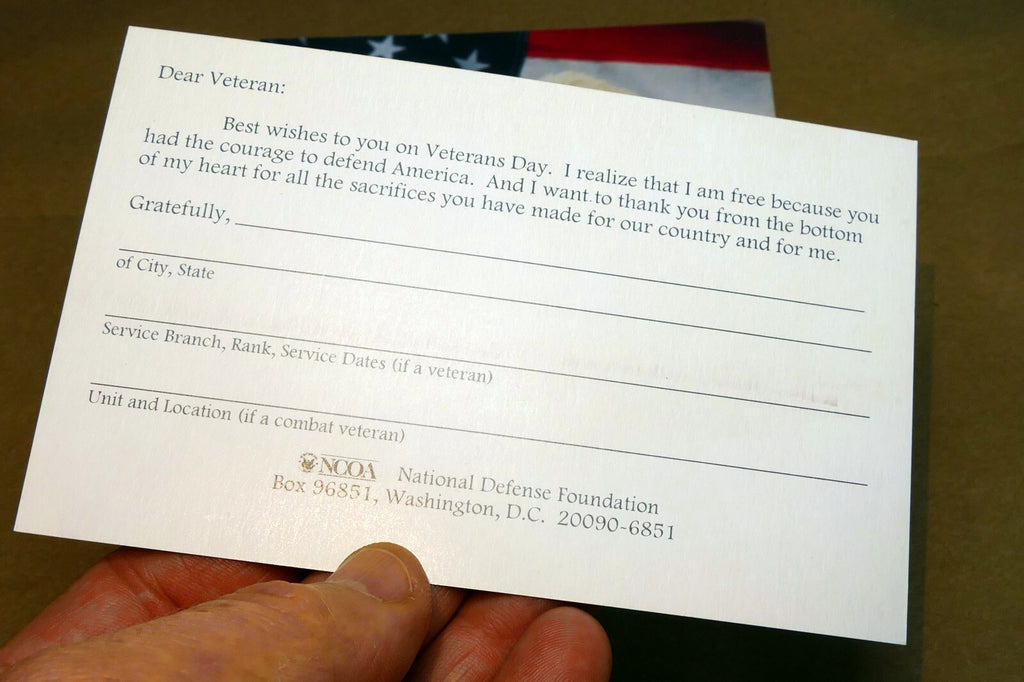 Dear Veteran:
Best wishes to you on Veterans Day. I realize that I am free because you
had the courage to defend America. And I want to thank you from the bottom
of my heart for all the sacrifices you have made for our country and for me.
Gratefully,
of City, State
Service Branch, Rank, Service Dates (if a veteran)
Unit and Location (if a combat veteran)
NCOA National Defense Foundation
Box 96851, Washington, D.C. 20090-6851